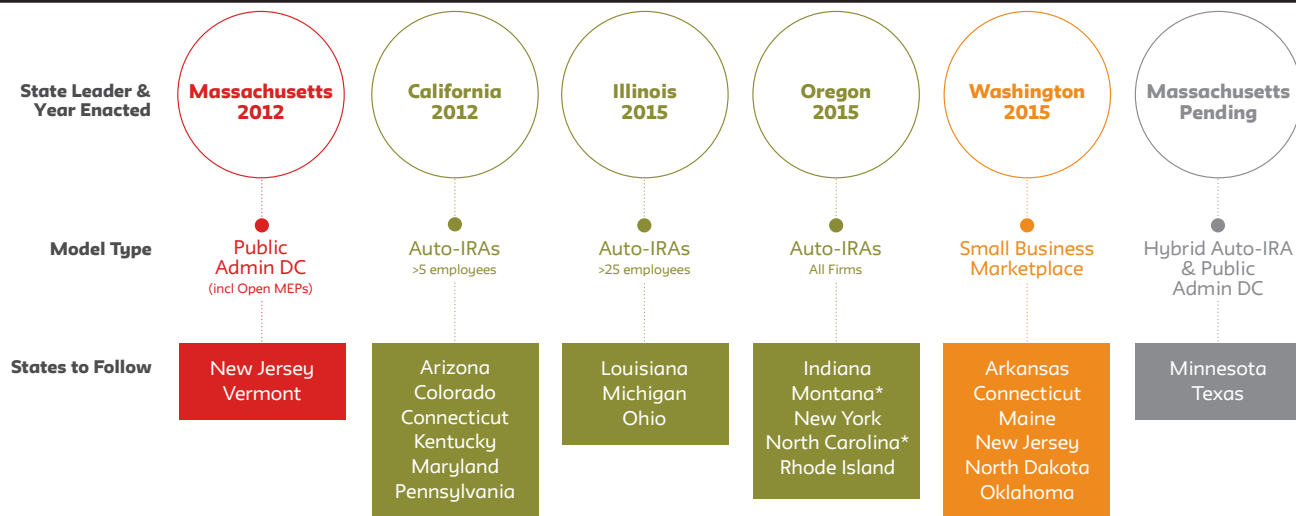 State Leader &
Year Enacted
Massachusetts
2012
California
2012
Illinois
2015
Oregon
2015
Washington
2015
Massachusetts
Pending
Model Type
Public
Admin DC
(incl Open MEPs)
Auto-IRAs
>5 employees
Auto-IRAs
>25 employees
Auto-IRAs
All Firms
Small Business
Marketplace
Hybrid Auto-IRA
& Public
Admin DC
States to Follow
New Jersey
Vermont
Arizona
Colorado
Connecticut
Kentucky
Maryland
Pennsylvania
Louisiana
Michigan
Ohio
Indiana
Montana*
New York
North Carolina*
Rhode Island
Arkansas
Connecticut
Maine
New Jersey
North Dakota
Oklahoma
Minnesota
Texas